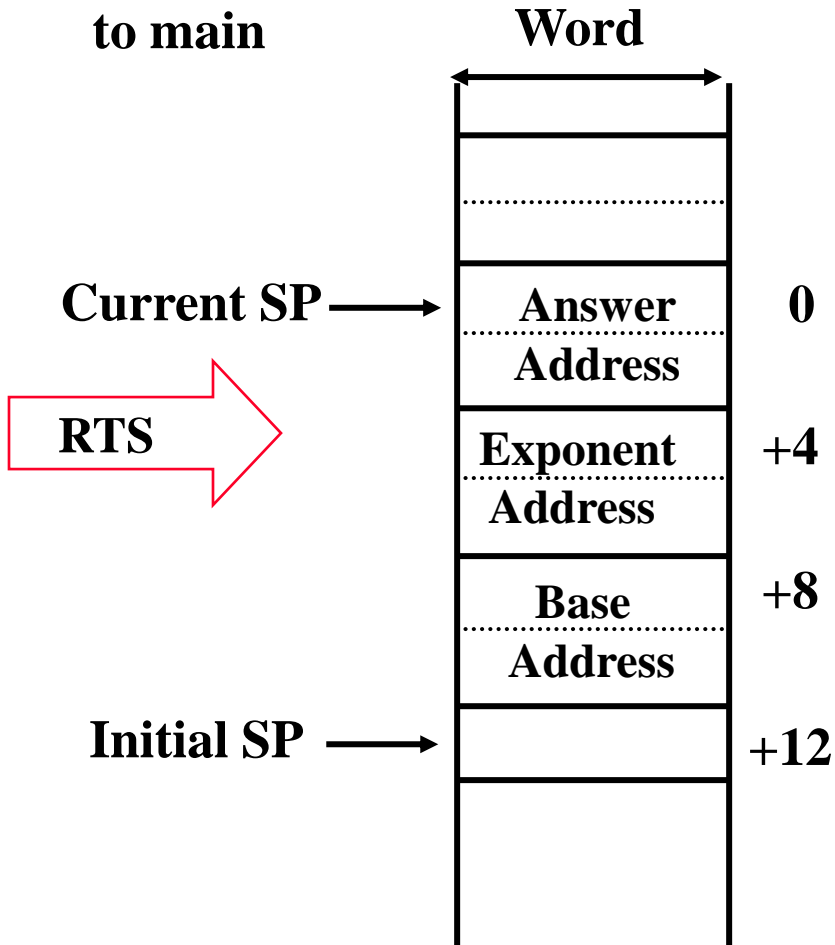 to main
Word
Current SP
Answer
0
Address
RTS
Exponent
+4
Address
Base
+8
Address
Initial SP
+12